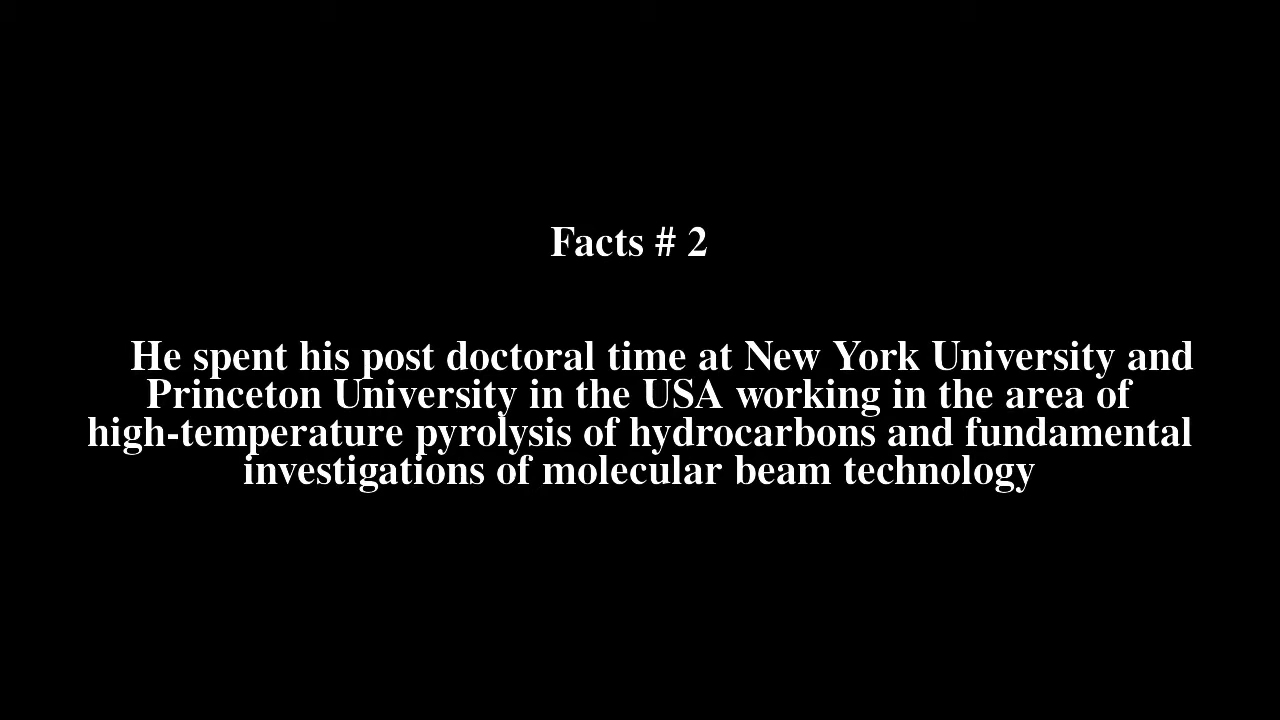 Facts # 2
He spent his post doctoral time at New York University and
Princeton University in the USA working in the area of
high-temperature pyrolysis of hydrocarbons and fundamental
investigations of molecular beam technology